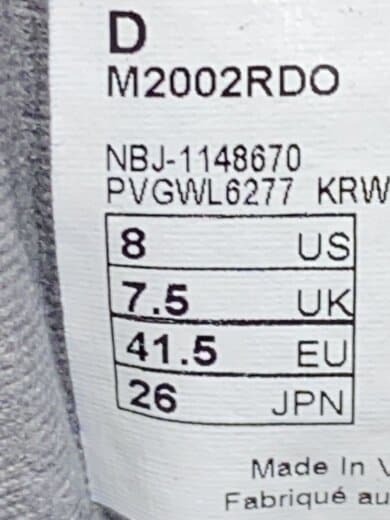 D
M2002RDO
NBJ-1148670
PVGWL6277 KRW
8 US
7.5 UK
41.5 EU
26 JPN
Made In
Fabriqué au